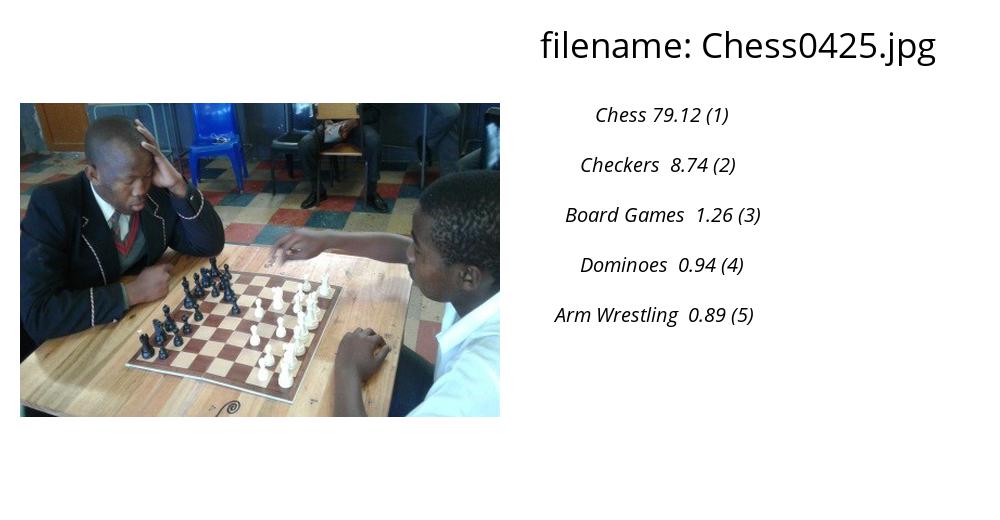 filename: Chess0425.jpg
Chess 79.12 (1)
Checkers 8.74 (2)
Board Games 1.26 (3)
Dominoes 0.94 (4)
Arm Wrestling 0.89 (5)